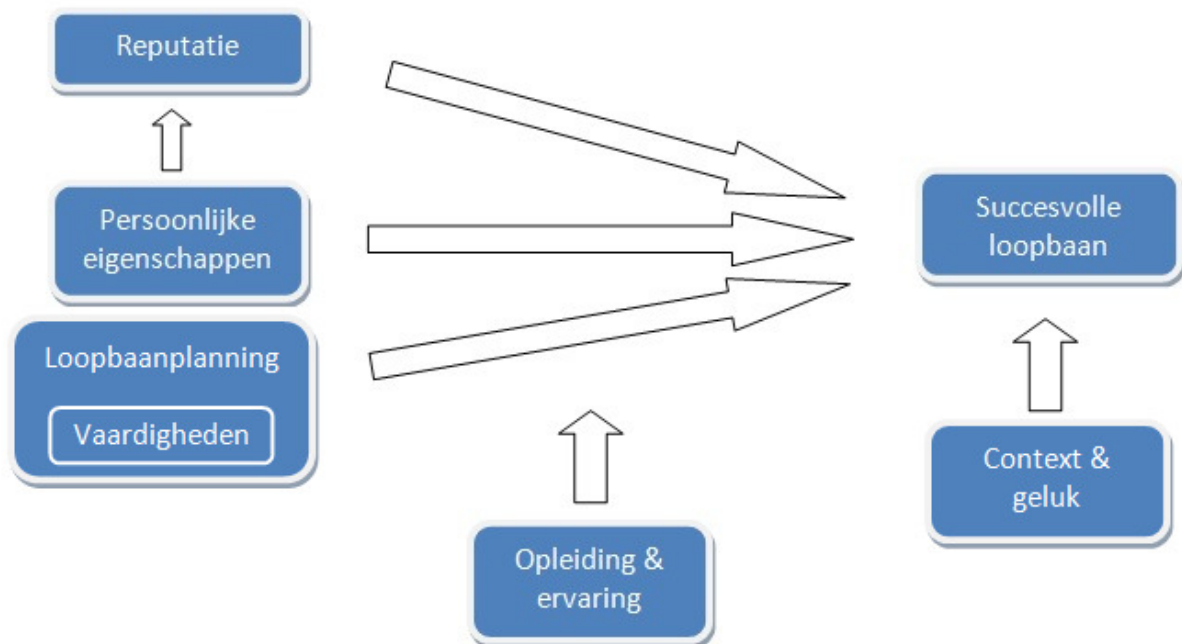 Reputatie
Persoonlijke
eigenschappen
Loopbaanplanning
Vaardigheden
Opleiding &
ervaring
Succesvolle
loopbaan
Context &
geluk